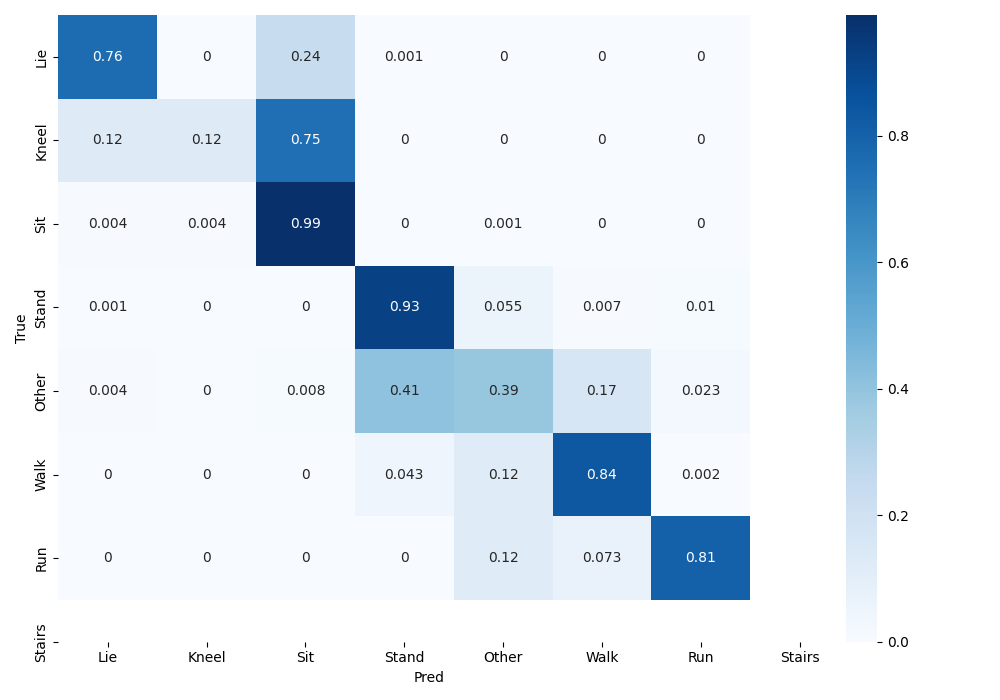 Lie 0.76 0 0.24 0.001 0 0 0
Kneel 0.12 0.12 0.75 0 0 0 0
Sit 0.004 0.004 0.99 0 0.001 0 0
Stand 0.001 0 0 0.93 0.055 0.007 0.01
True
Other 0.004 0 0.008 0.41 0.39 0.17 0.023
Walk 0 0 0 0.043 0.12 0.84 0.002
Run 0 0 0 0 0.12 0.073 0.81
Stairs
Lie Kneel Sit Stand Other Walk Run Stairs
Pred
0.8
0.6
0.4
0.2
0.0